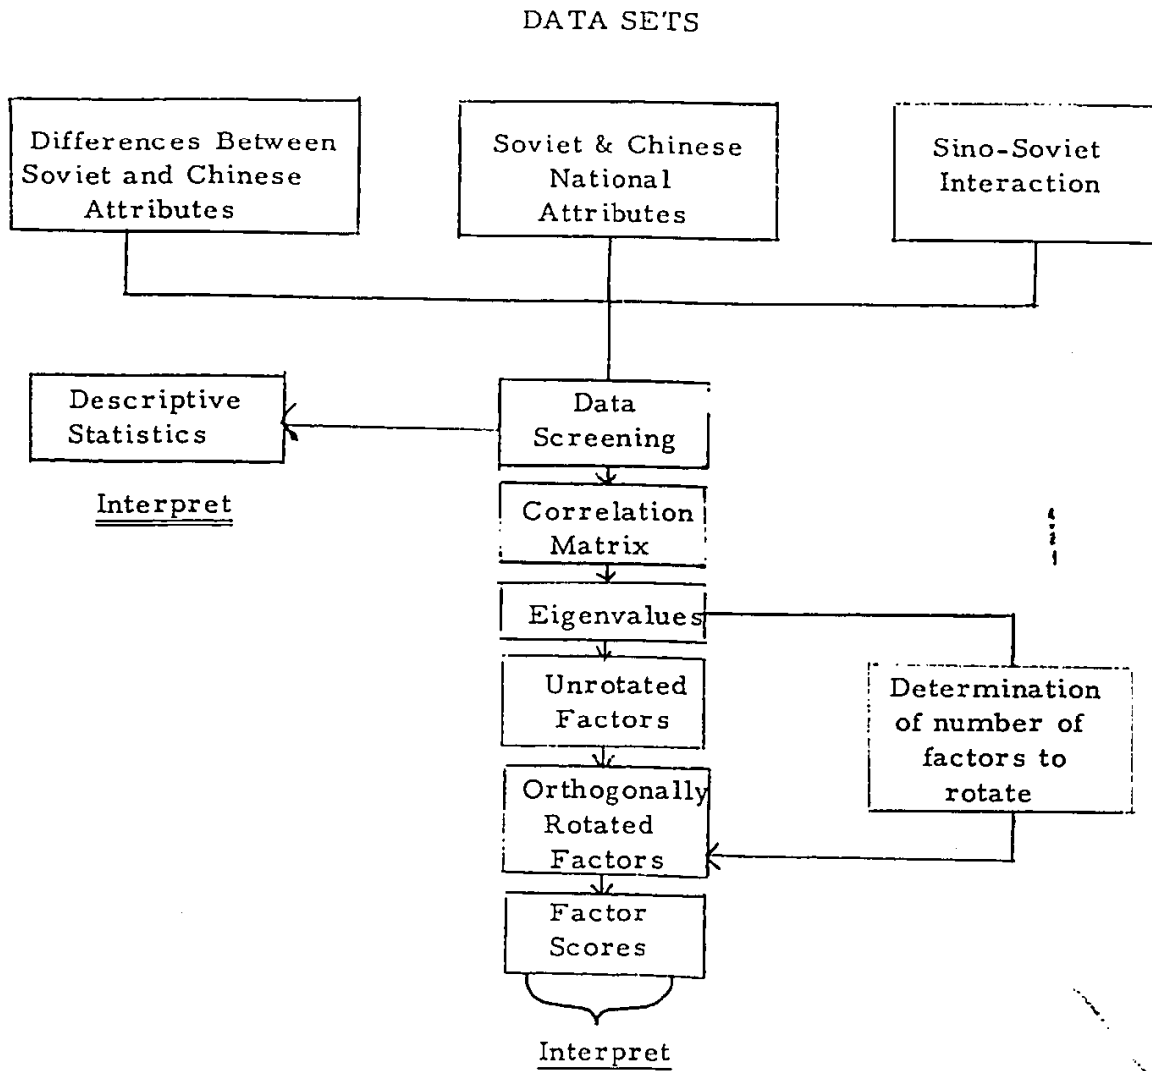 DATA SETS
Differences Between
Soviet and Chinese
Attributes
Soviet & Chinese
National
Attributes
Sino-Soviet
Interaction
Descriptive
Statistics
Interpret
Data
Screening
Correlation
Matrix
Eigenvalues
Unrotated
Factors
Determination
of number of
factors to
rotate
Orthogonally
Rotated
Factors
Factor
Scores
Interpret